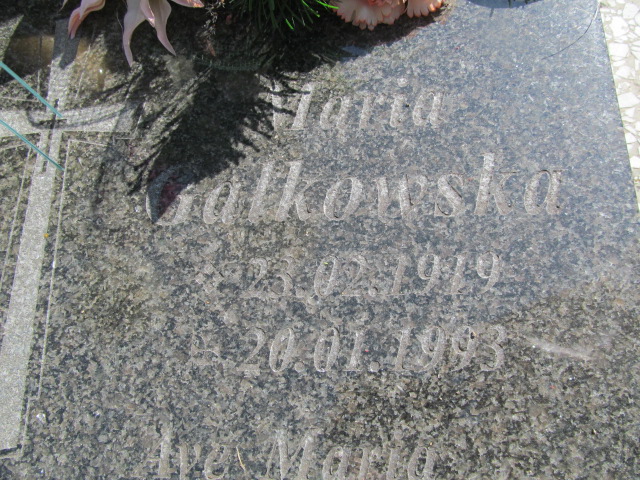 Maria
Gałkowska
* 23.02.1919
+ 20.01.1993
Ave Maria